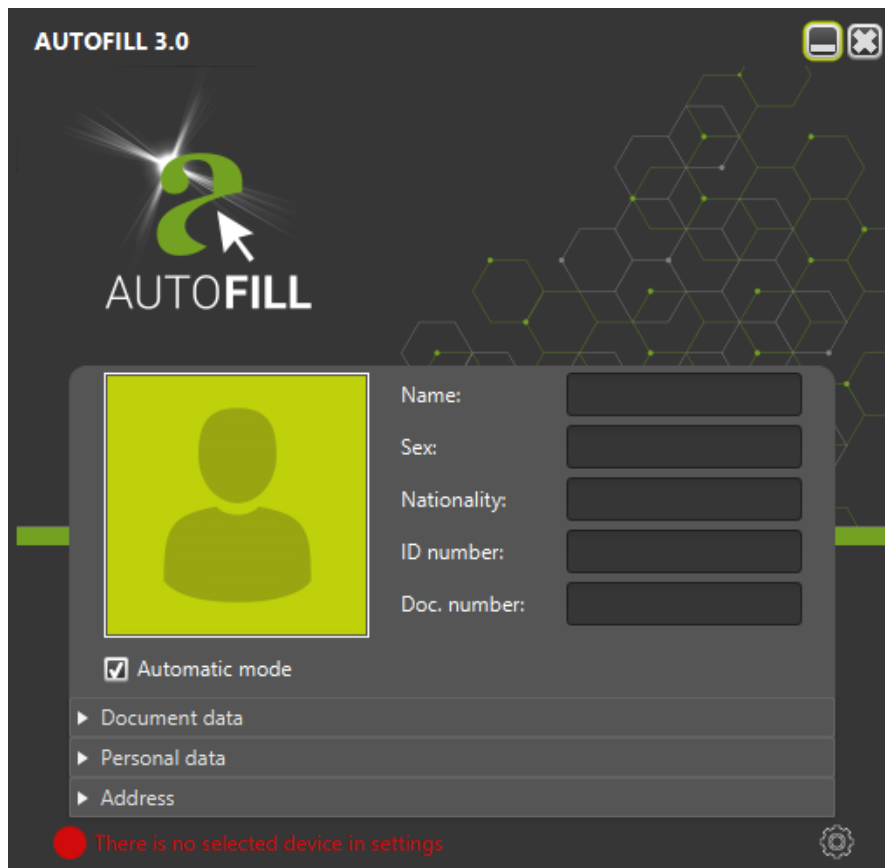 AUTOFILL 3.0
AUTOFILL
Name:
Sex:
Nationality:
ID number:
Doc. number:
Automatic mode
Document data
Personal data
Address
There is no selected device in settings